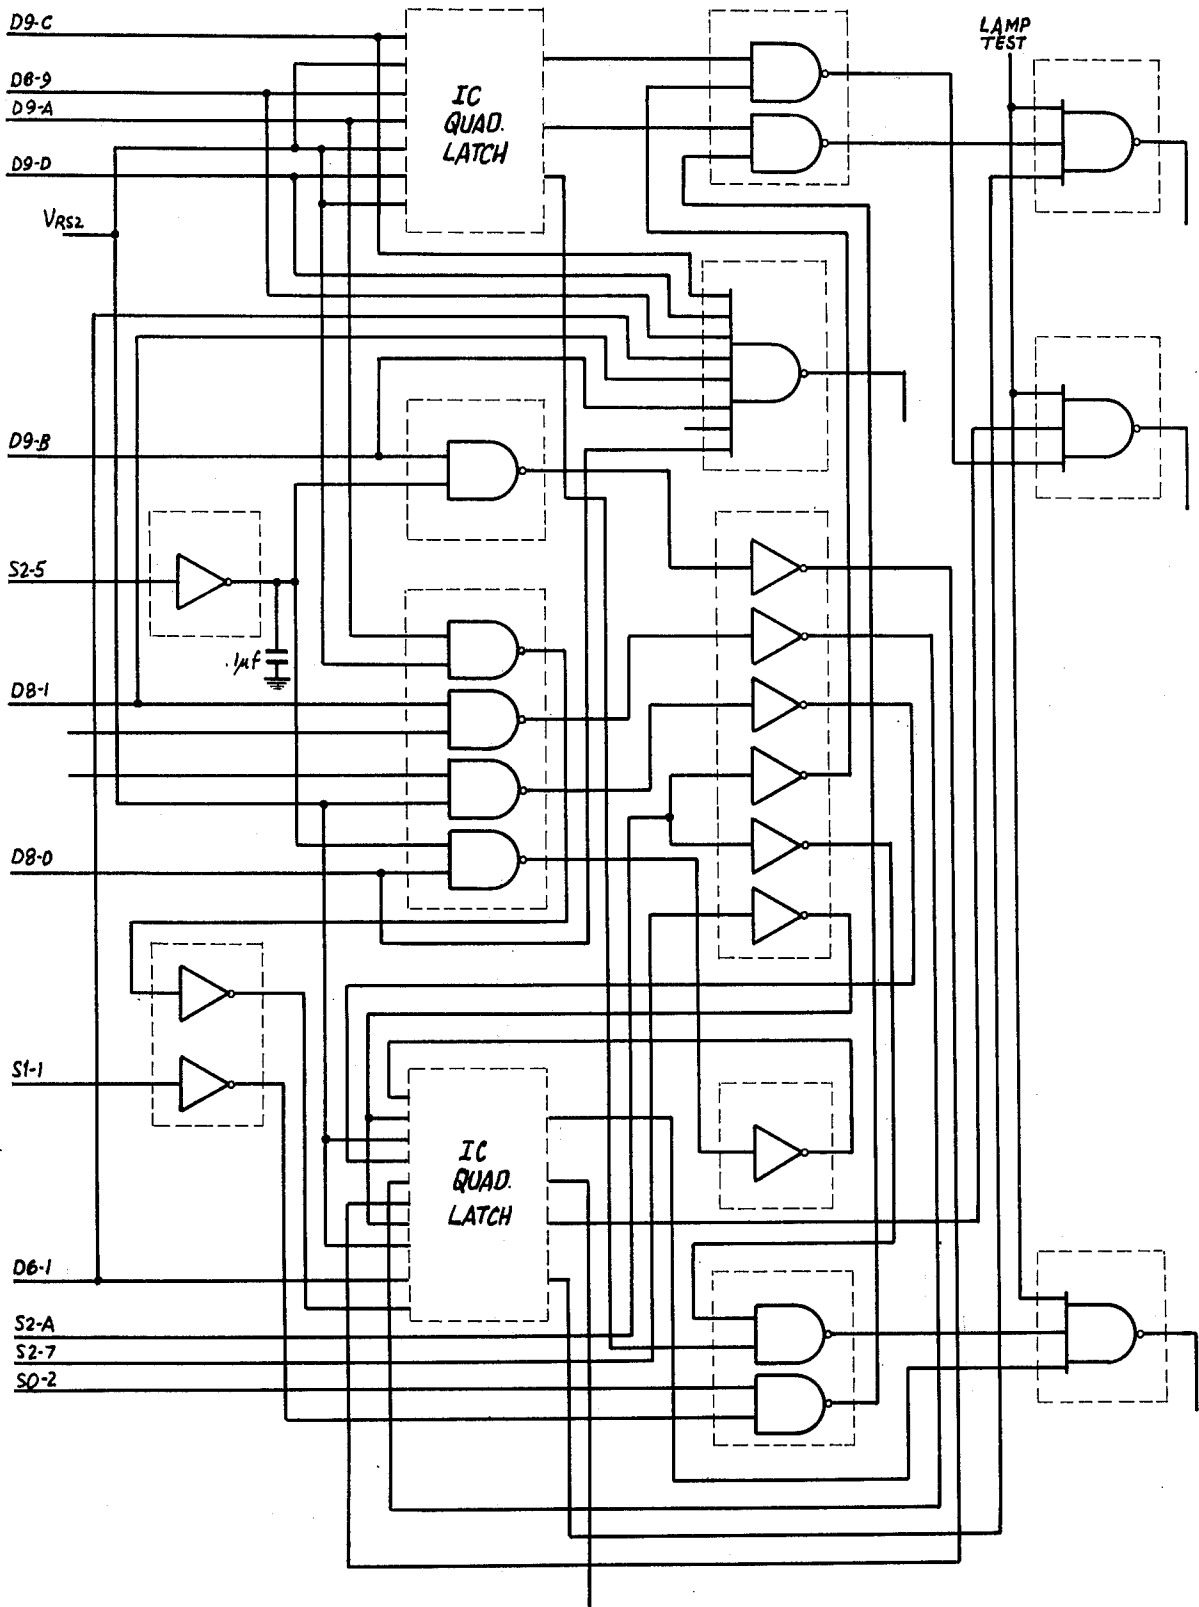 D9-C
LAMP
TEST
D8-9
D9-A
IC
QUAD.
LATCH
D9-D
VRS2
D9-B
S2-5
.1µf
D8-1
D8-0
S1-1
IC
QUAD.
LATCH
D6-1
S2-A
S2-7
S0-2